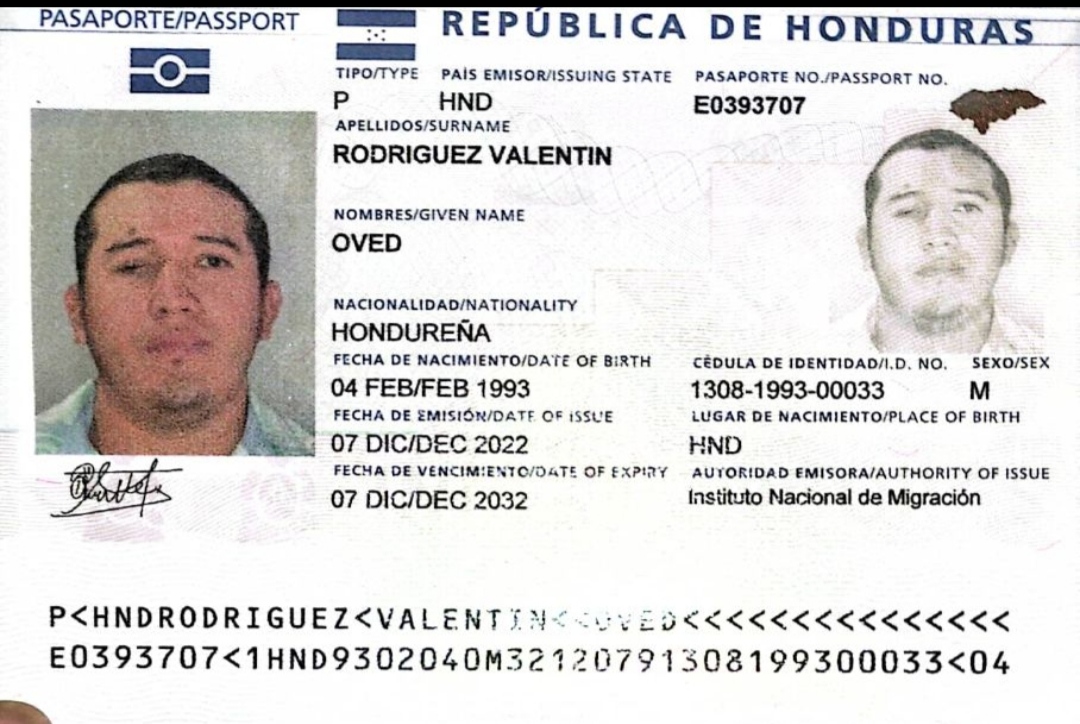 PASAPORTE/PASSPORT
REPÚBLICA DE HONDURAS
TIPO/TYPE PAÍS EMISOR/ISSUING STATE PASAPORTE NO./PASSPORT NO.
P HND E0393707
APELLIDOS/SURNAME
RODRIGUEZ VALENTIN
NOMBRES/GIVEN NAME
OVED
NACIONALIDAD/NATIONALITY
HONDUREÑA
FECHA DE NACIMIENTO/DATE OF BIRTH CÉDULA DE IDENTIDAD/I.D. NO. SEXO/SEX
04 FEB/FEB 1993 1308-1993-00033 M
FECHA DE EMISIÓN/DATE OF ISSUE LUGAR DE NACIMIENTO/PLACE OF BIRTH
07 DIC/DEC 2022 HND
FECHA DE VENCIMIENTO/DATE OF EXPIRY AUTORIDAD EMISORA/AUTHORITY OF ISSUE
07 DIC/DEC 2032 Instituto Nacional de Migración
P<HNDRODRIGUEZ<VALENTIN<<OVED<<<<<<<<<<<<<<<
E0393707<1HND9302040M3212079130819930003​3<04